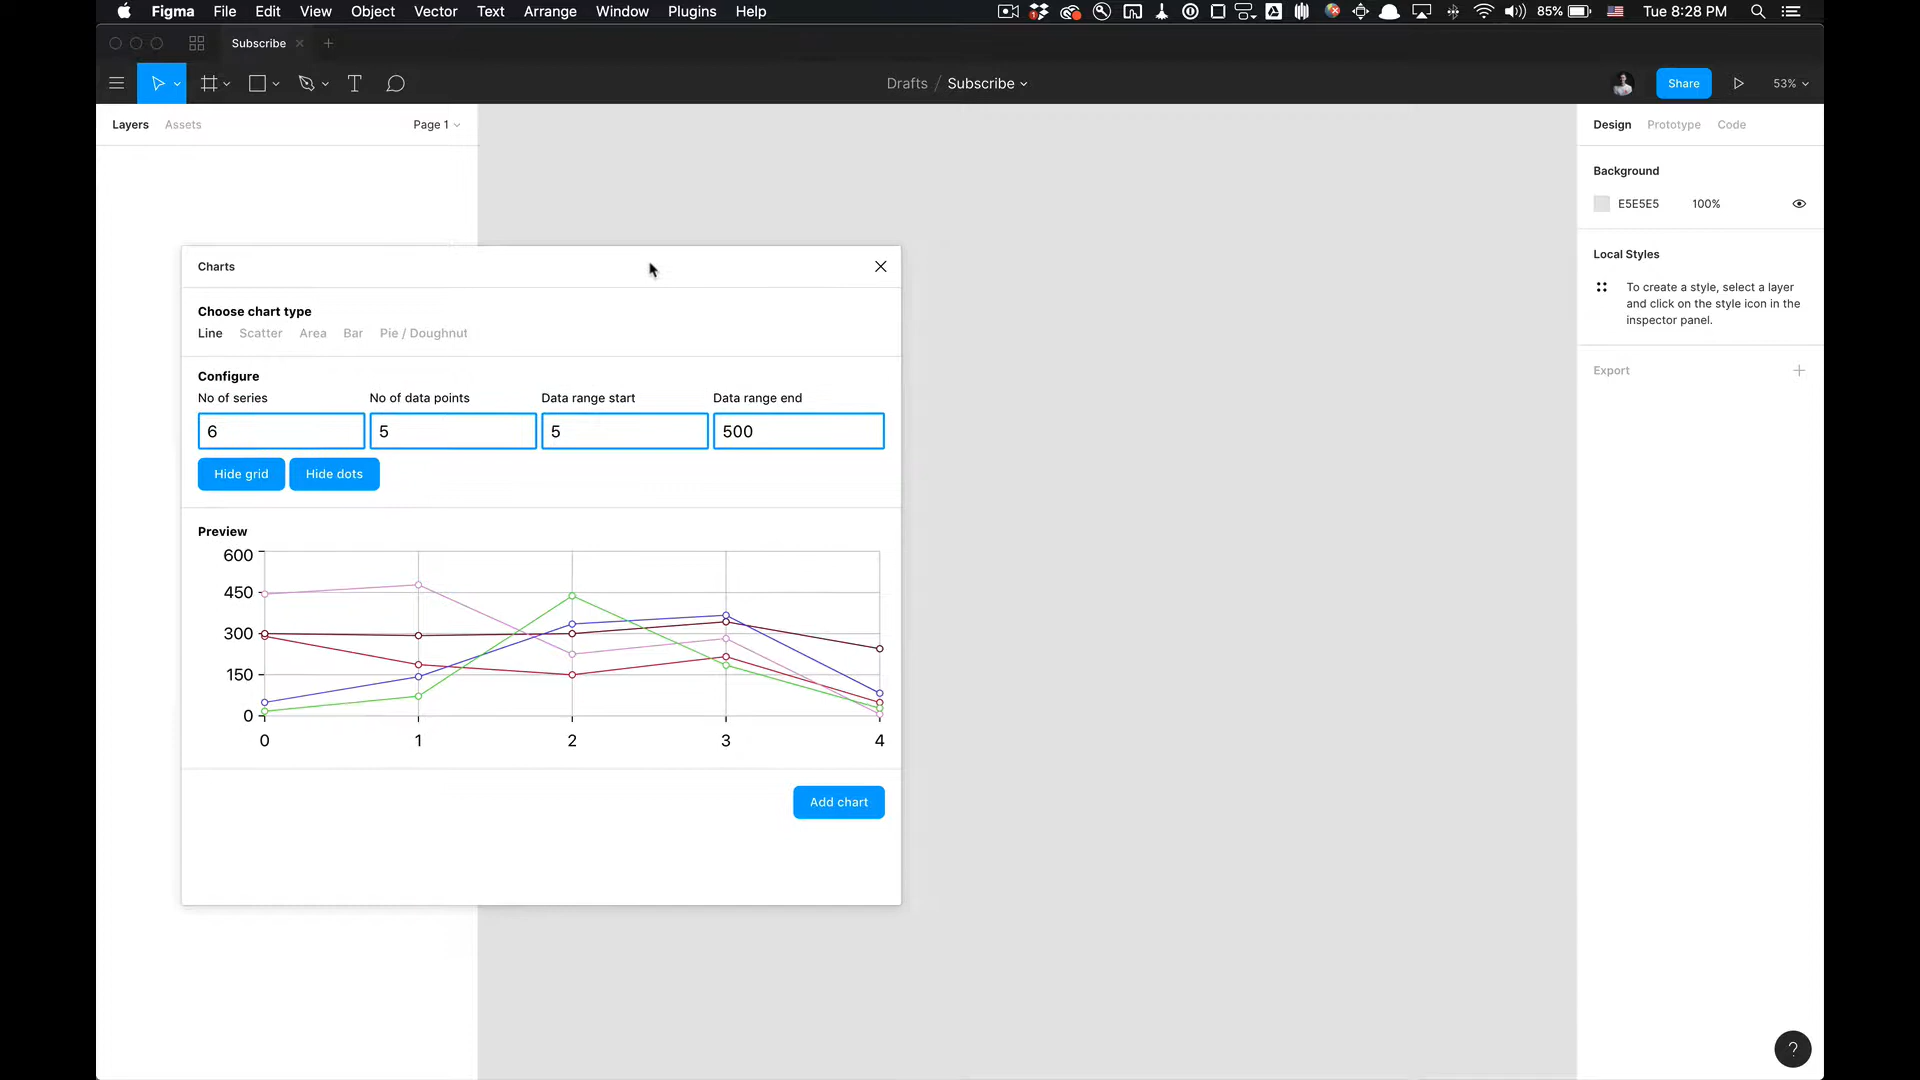 Figma File Edit View Object Vector Text Arrange Window Plugins Help 85% Tue 8:28 PM
Subscribe
Drafts / Subscribe Share 53%
Layers Assets Page 1
Design Prototype Code
Background
E5E5E5 100%
Local Styles
To create a style, select a layer
and click on the style icon in the
inspector panel.
Export
Charts
Choose chart type
Line Scatter Area Bar Pie / Doughnut
Configure
No of series No of data points Data range start Data range end
6 5 5 500
Hide grid Hide dots
Preview
600
450
300
150
0
0 1 2 3 4
Add chart
?